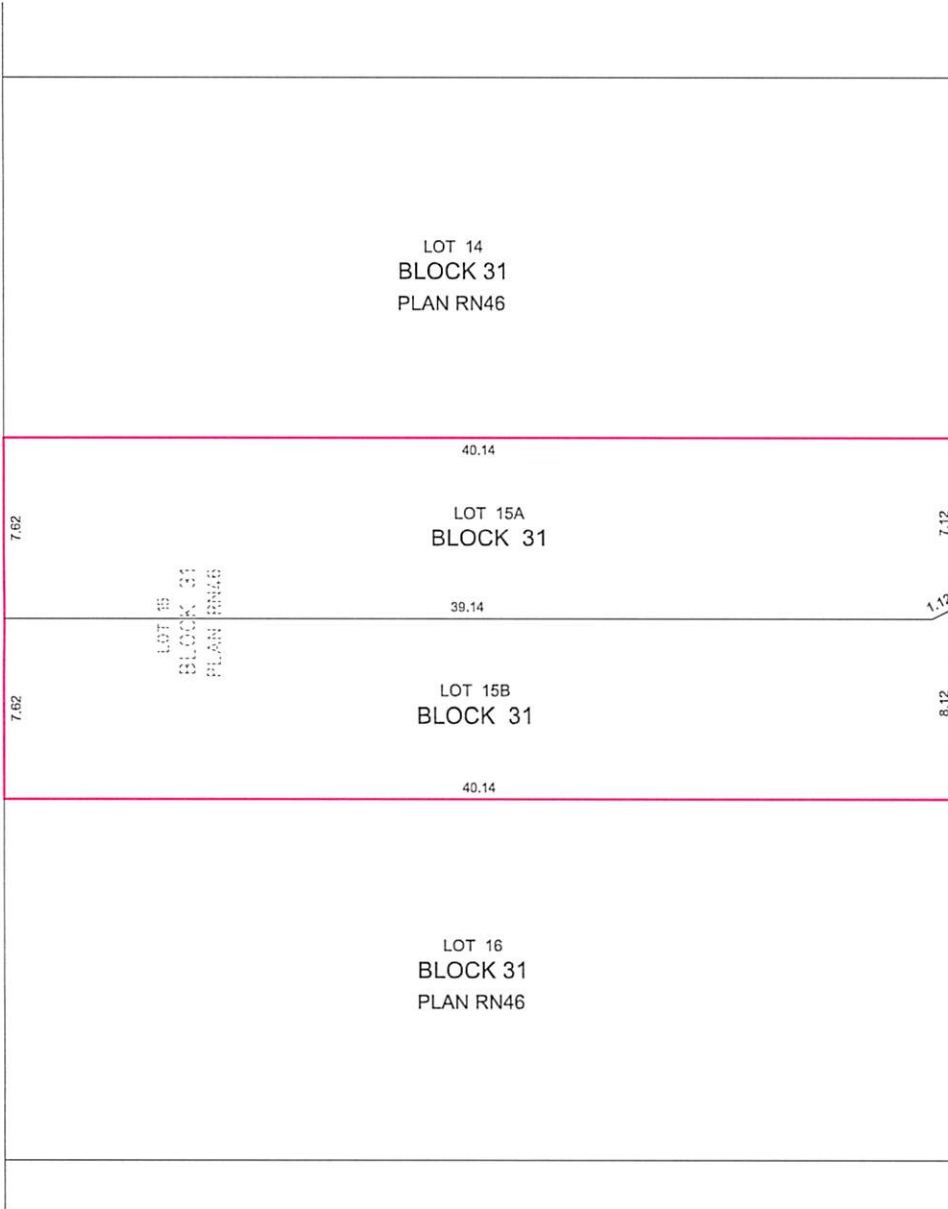 LOT 14
BLOCK 31
PLAN RN46
40.14
7.62
LOT 15A
BLOCK 31
7.12
LOT 15
BLOCK 31
PLAN RN46
39.14
1.12
7.62
LOT 15B
BLOCK 31
8.12
40.14
LOT 16
BLOCK 31
PLAN RN46